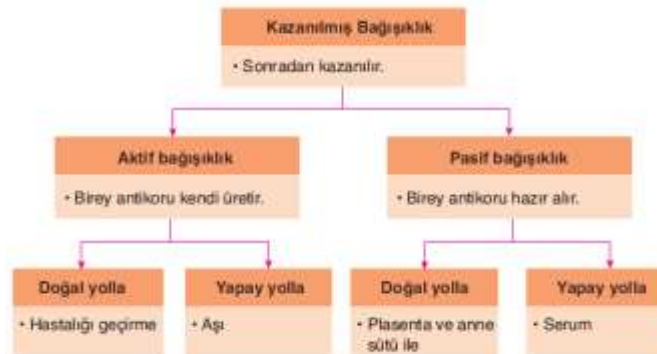 Kazanılmış Bağışıklık
• Sonradan kazanılır.
Aktif bağışıklık
• Birey antikoru kendi üretir.
Pasif bağışıklık
• Birey antikoru hazır alır.
Doğal yolla
• Hastalığı geçirme
Yapay yolla
• Aşı
Doğal yolla
• Plasenta ve anne
sütü ile
Yapay yolla
• Serum